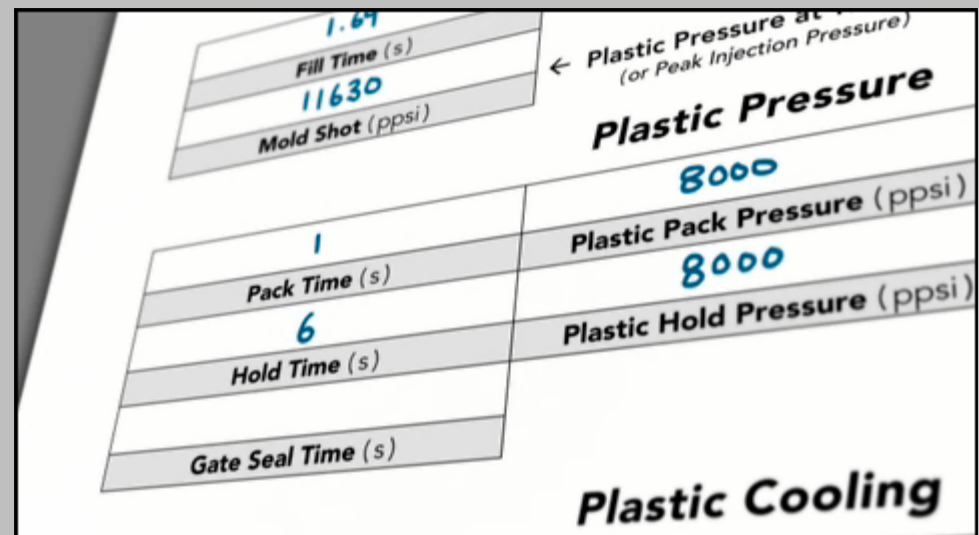 1.64
Fill Time (s)
11630
Mold Shot (ppsi)
← Plastic Pressure at
(or Peak Injection Pressure)
Plastic Pressure
1
Pack Time (s)
8000
Plastic Pack Pressure (ppsi)
6
Hold Time (s)
8000
Plastic Hold Pressure (ppsi)
Gate Seal Time (s)
Plastic Cooling